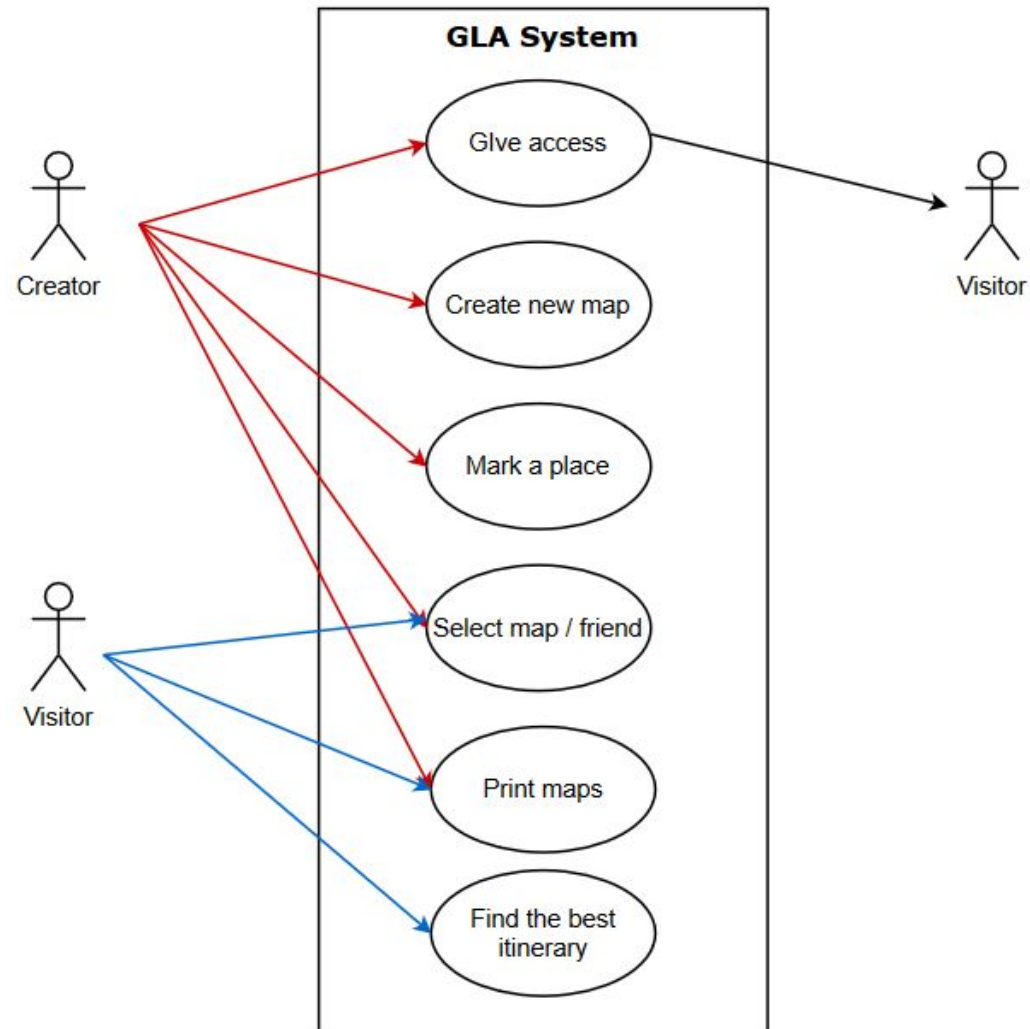 GLA System
GIve access
Creator
Visitor
Create new map
Mark a place
Select map / friend
Visitor
Print maps
Find the best
itinerary